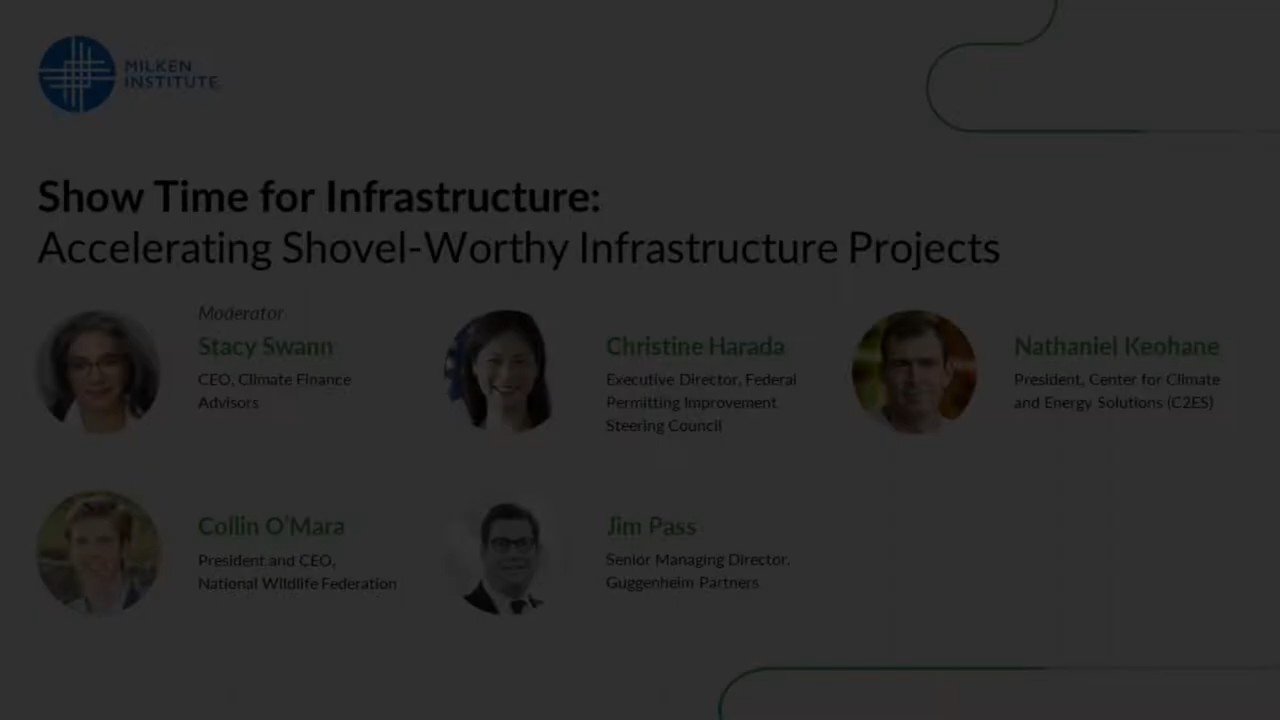 MILKEN
INSTITUTE
Show Time for Infrastructure:
Accelerating Shovel-Worthy Infrastructure Projects
Moderator
Stacy Swann
CEO, Climate Finance
Advisors
Christine Harada
Executive Director, Federal
Permitting Improvement
Steering Council
Nathaniel Keohane
President, Center for Climate
and Energy Solutions (C2ES)
Collin O'Mara
President and CEO,
National Wildlife Federation
Jim Pass
Senior Managing Director,
Guggenheim Partners